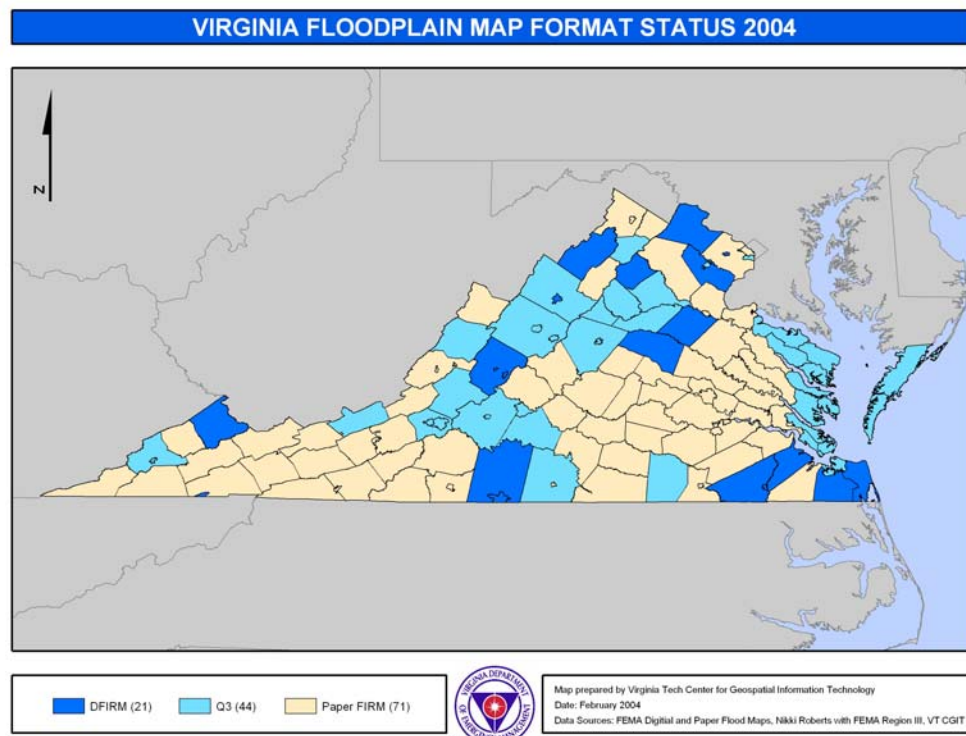 VIRGINIA FLOODPLAIN MAP FORMAT STATUS 2004
N
DFIRM (21)
Q3 (44)
Paper FIRM (71)
VIRGINIA DEPARTMENT
OF EMERGENCY MANAGEMENT
Map prepared by Virginia Tech Center for Geospatial Information Technology
Date: February 2004
Data Sources: FEMA Digitial and Paper Flood Maps, Nikki Roberts with FEMA Region III, VT CGIT